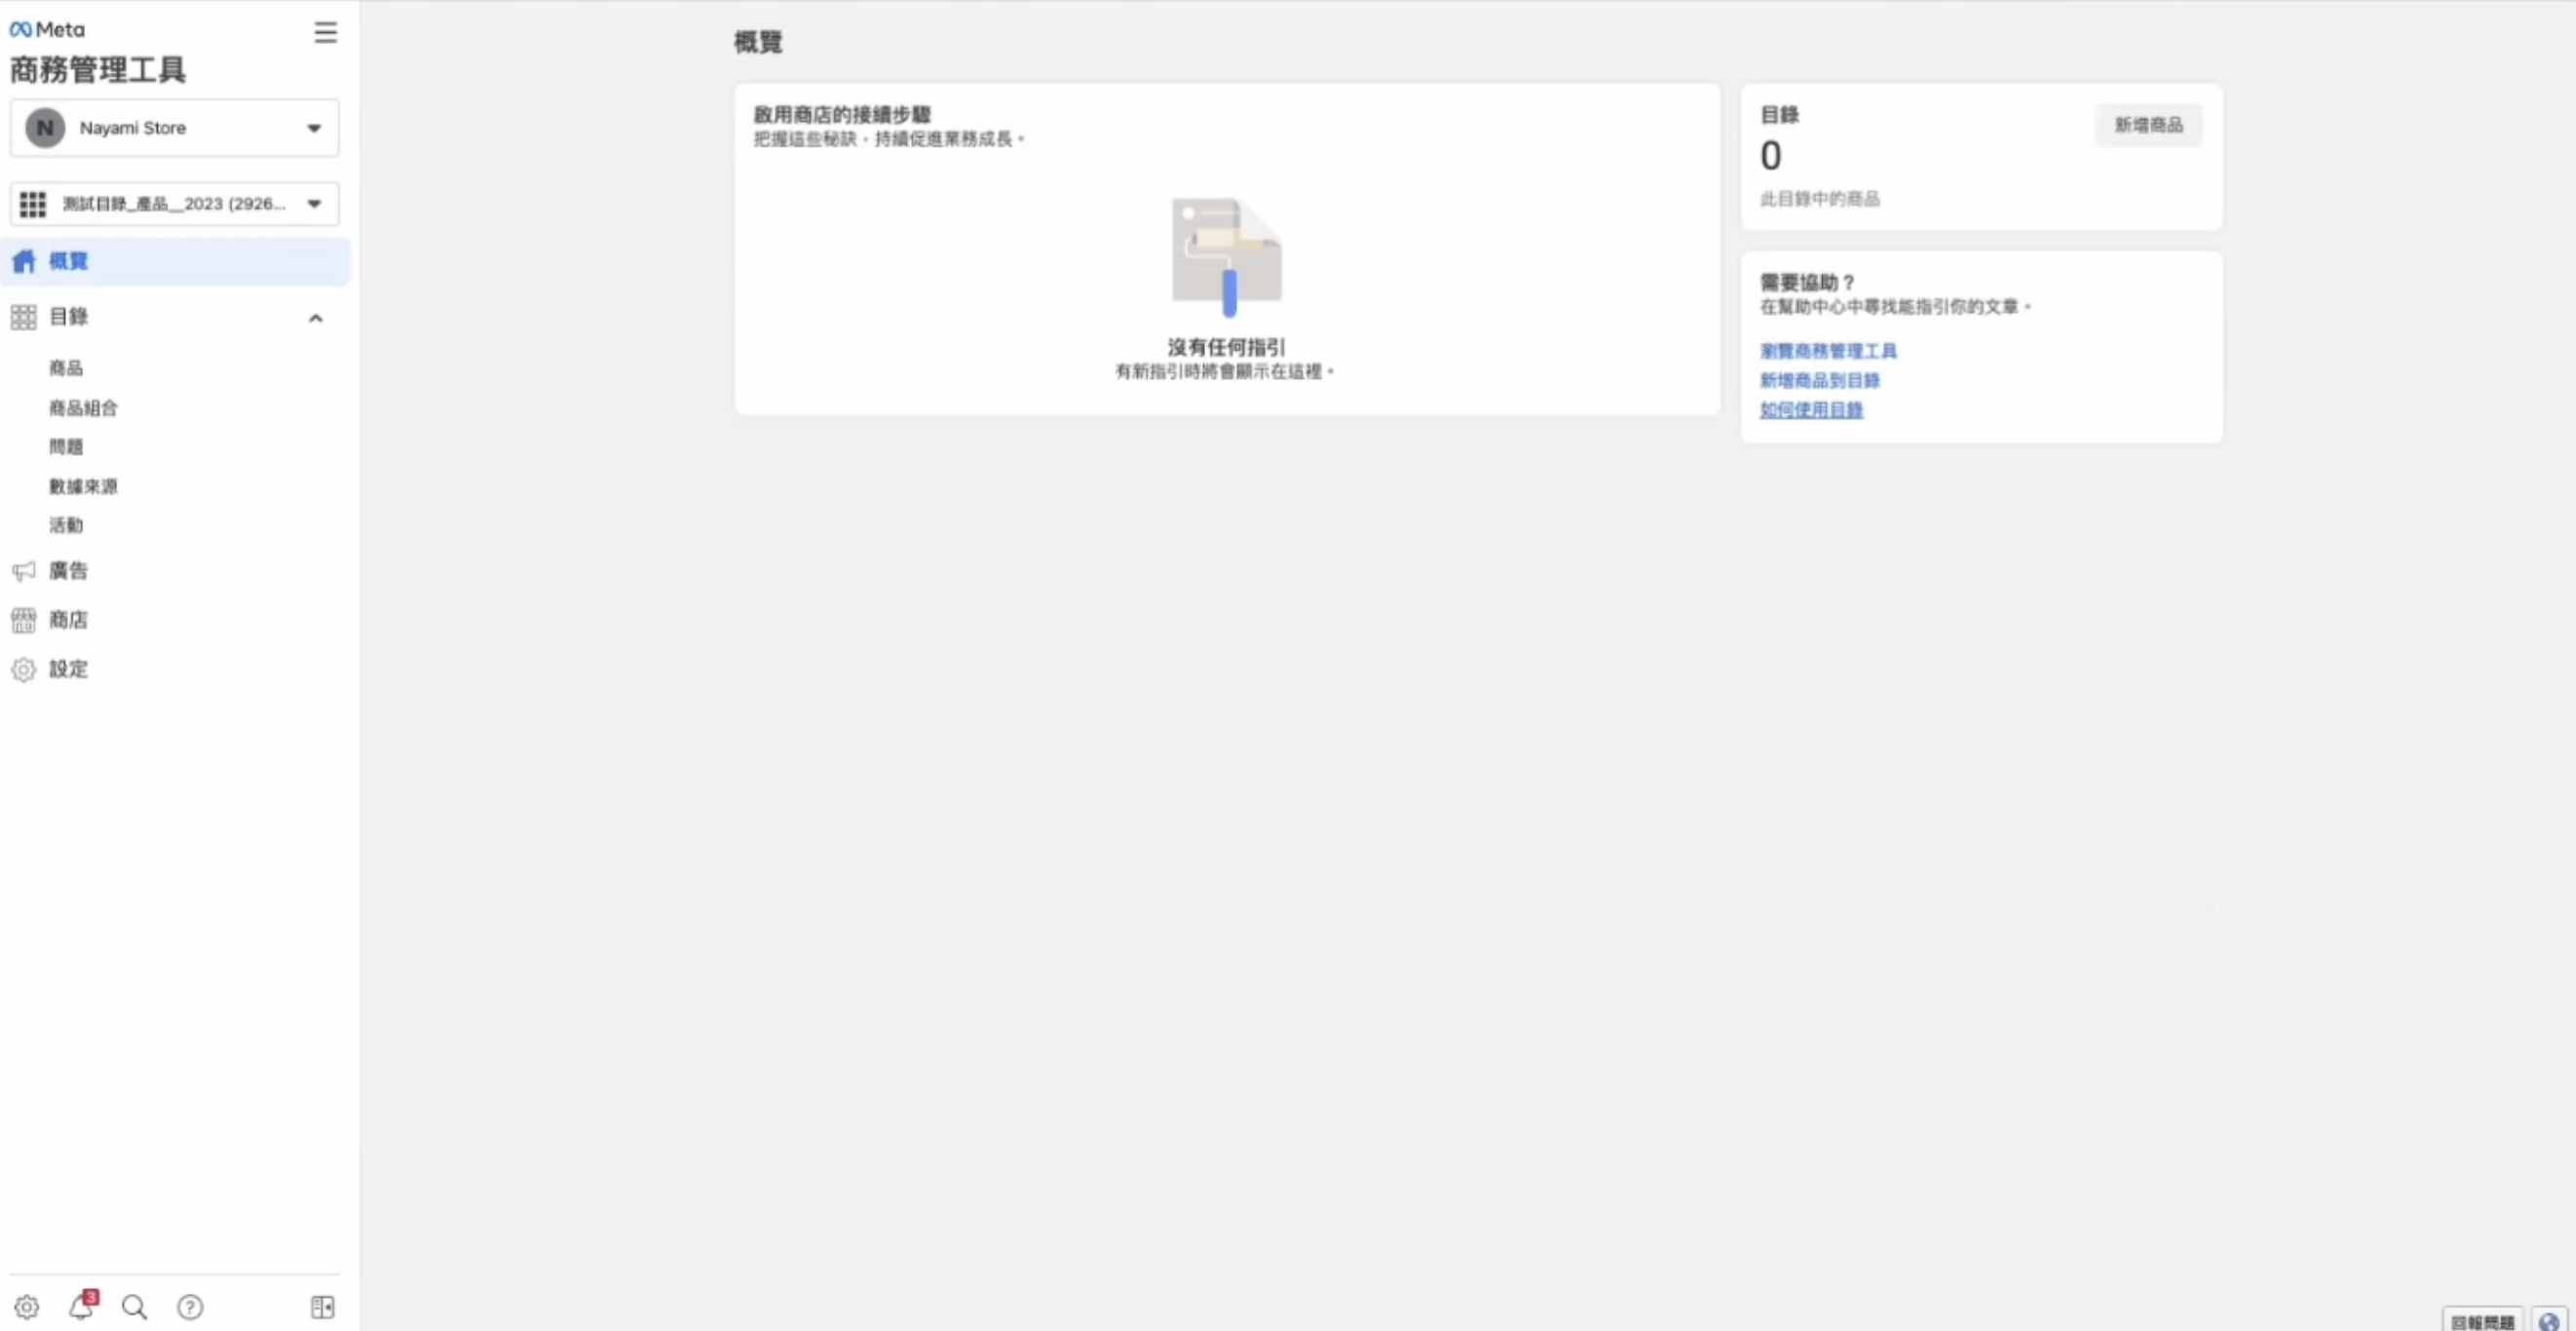 Meta
商務管理工具
N
Nayami Store
測試目錄_產品__2023 (2926...
概覽
目錄
商品
商品組合
問題
數據來源
活動
廣告
商店
設定
3
概覽
啟用商店的接續步驟
把握這些秘訣，持續促進業務成長。
沒有任何指引
有新指引時將會顯示在這裡。
目錄
新增商品
0
此目錄中的商品
需要協助？
在幫助中心中尋找能指引你的文章。
瀏覽商務管理工具
新增商品到目錄
如何使用目錄
回報問題